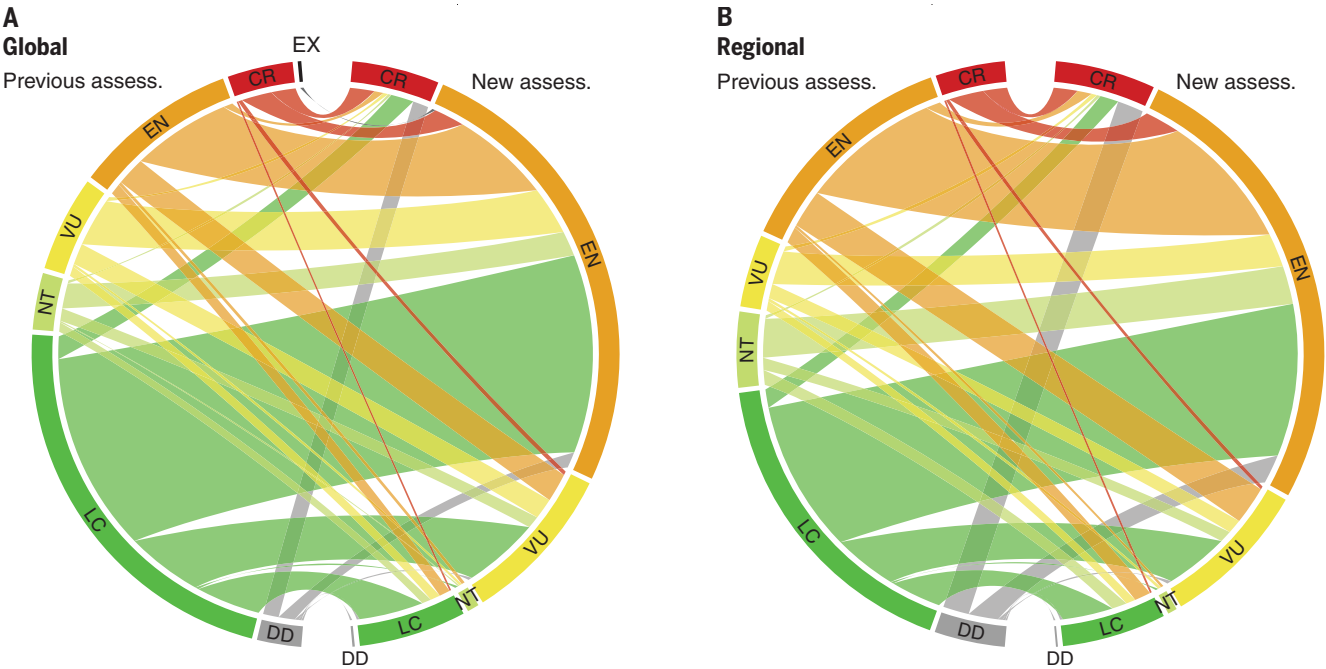 A
Global
Previous assess.
EX
New assess.
CR
CR
EN
EN
VU
VU
NT
NT
LC
LC
DD
DD
B
Regional
Previous assess.
New assess.
CR
CR
EN
EN
VU
VU
NT
NT
LC
LC
DD
DD